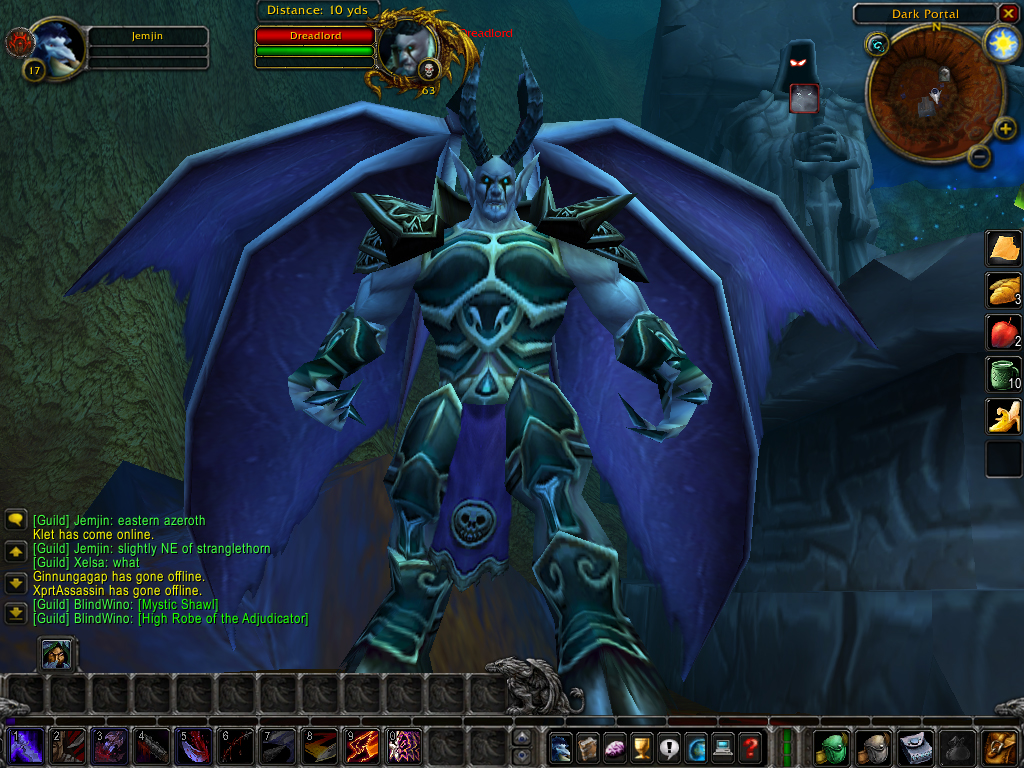 Distance: 10 yds
Jemjin
17
Dreadlord
Dreadlord
63
Dark Portal
N
3
2
10
[Guild] Jemjin: eastern azeroth
Klet has come online.
[Guild] Jemjin: slightly NE of stranglethorn
[Guild] Xelsa: what
Ginnungagap has gone offline.
XprtAssassin has gone offline.
[Guild] BlindWino: [Mystic Shawl]
[Guild] BlindWino: [High Robe of the Adjudicator]
1 2 3 4 5 6 7 8 9 0